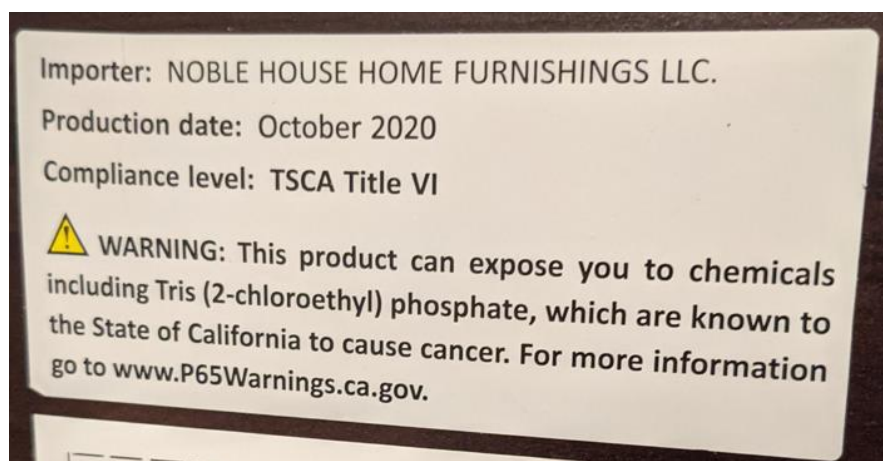 Importer: NOBLE HOUSE HOME FURNISHINGS LLC.
Production date: October 2020
Compliance level: TSCA Title VI
WARNING: This product can expose you to chemicals
including Tris (2-chloroethyl) phosphate, which are known to
the State of California to cause cancer. For more information
go to www.P65Warnings.ca.gov.